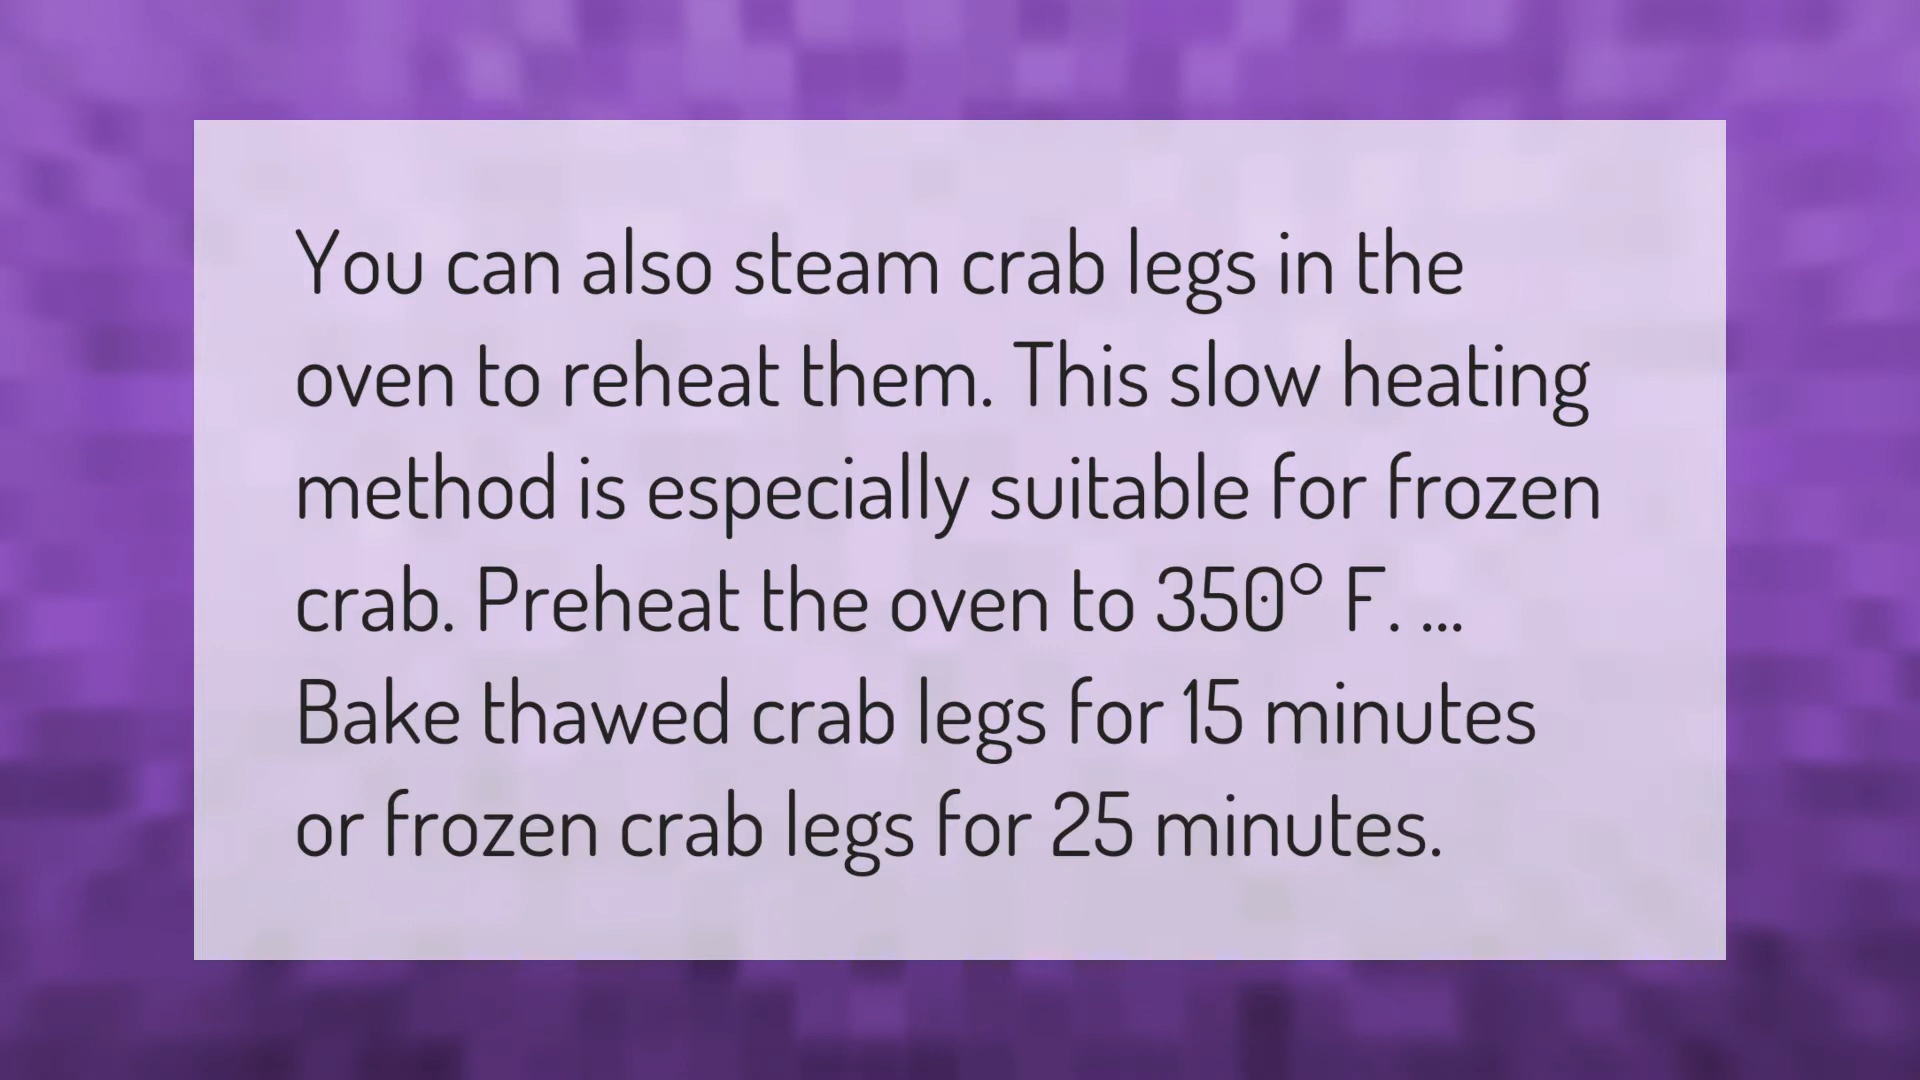 You can also steam crab legs in the
oven to reheat them. This slow heating
method is especially suitable for frozen
crab. Preheat the oven to 350° F. ...
Bake thawed crab legs for 15 minutes
or frozen crab legs for 25 minutes.